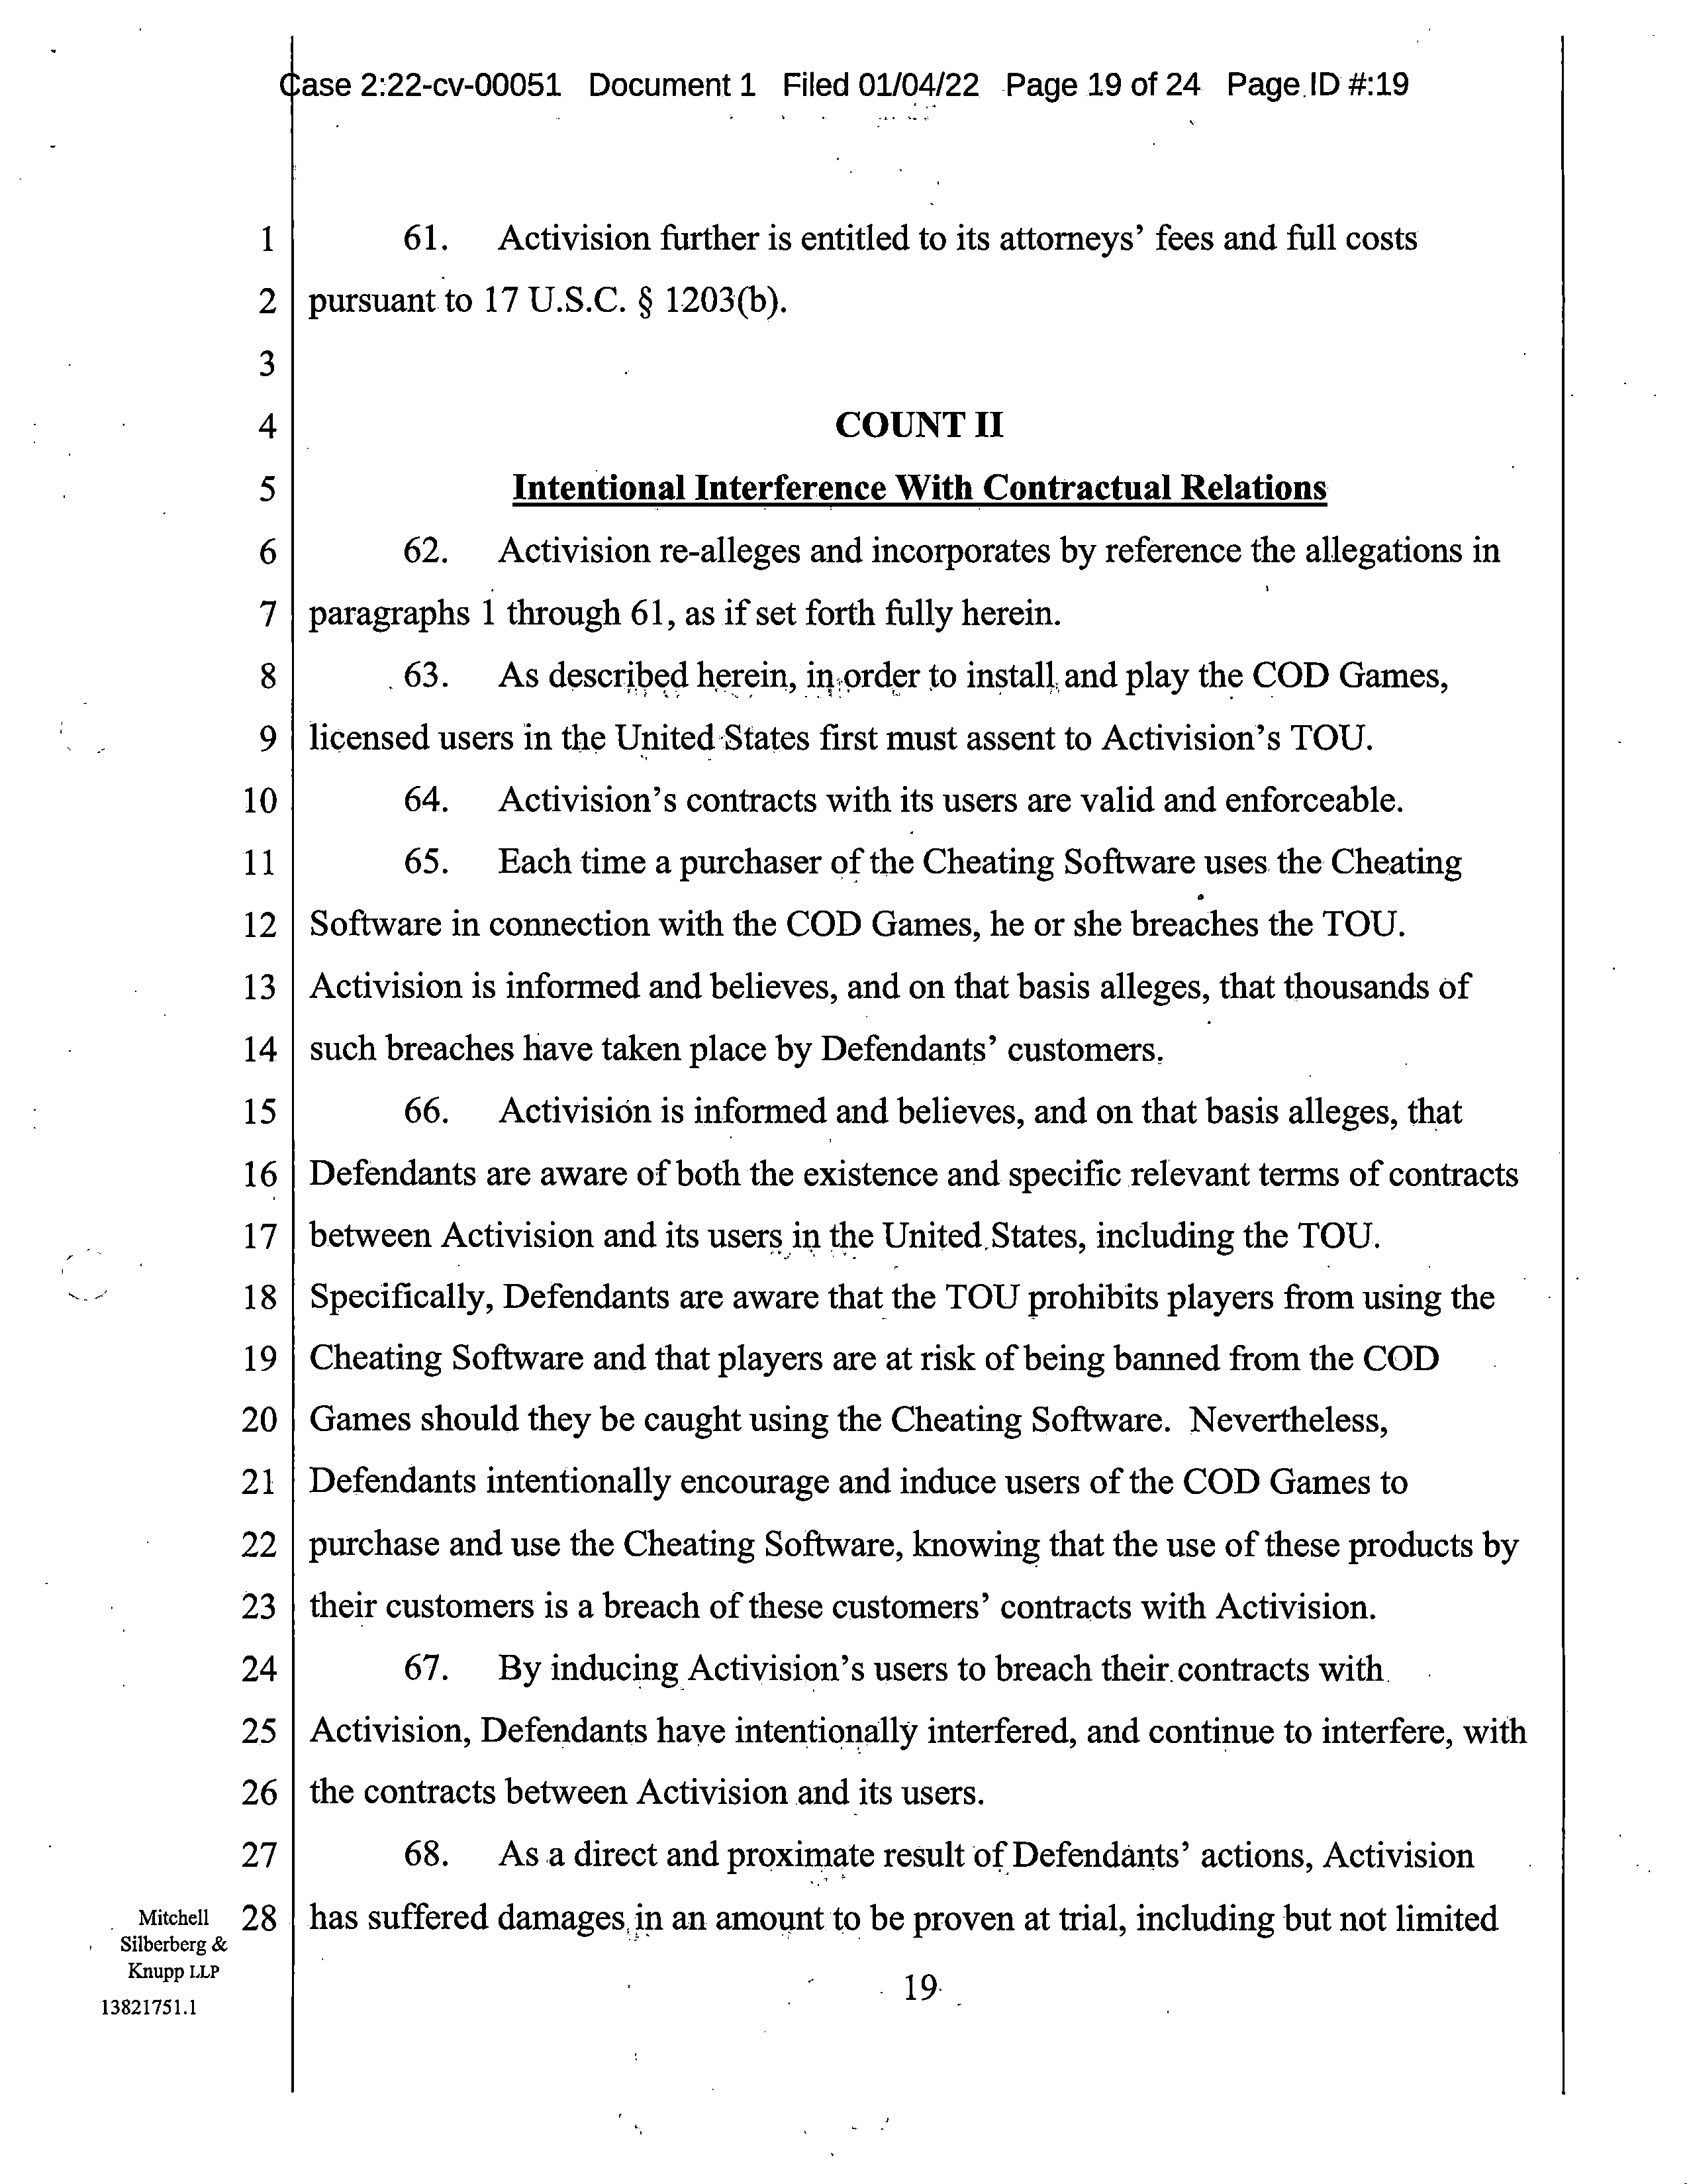 Case 2:22-cv-00051 Document 1 Filed 01/04/22 Page 19 of 24 Page ID #:19
1 61. Activision further is entitled to its attorneys’ fees and full costs
2 pursuant to 17 U.S.C. § 1203(b).
3
4 COUNT II
5 Intentional Interference With Contractual Relations
6 62. Activision re-alleges and incorporates by reference the allegations in
7 paragraphs 1 through 61, as if set forth fully herein.
8 63. As described herein, in order to install and play the COD Games,
9 licensed users in the United States first must assent to Activision’s TOU.
10 64. Activision’s contracts with its users are valid and enforceable.
11 65. Each time a purchaser of the Cheating Software uses the Cheating
12 Software in connection with the COD Games, he or she breaches the TOU.
13 Activision is informed and believes, and on that basis alleges, that thousands of
14 such breaches have taken place by Defendants’ customers.
15 66. Activision is informed and believes, and on that basis alleges, that
16 Defendants are aware of both the existence and specific relevant terms of contracts
17 between Activision and its users in the United States, including the TOU.
18 Specifically, Defendants are aware that the TOU prohibits players from using the
19 Cheating Software and that players are at risk of being banned from the COD
20 Games should they be caught using the Cheating Software. Nevertheless,
21 Defendants intentionally encourage and induce users of the COD Games to
22 purchase and use the Cheating Software, knowing that the use of these products by
23 their customers is a breach of these customers’ contracts with Activision.
24 67. By inducing Activision’s users to breach their contracts with
25 Activision, Defendants have intentionally interfered, and continue to interfere, with
26 the contracts between Activision and its users.
27 68. As a direct and proximate result of Defendants’ actions, Activision
28 has suffered damages in an amount to be proven at trial, including but not limited
Mitchell
Silberberg &
Knupp LLP
19
13821751.1